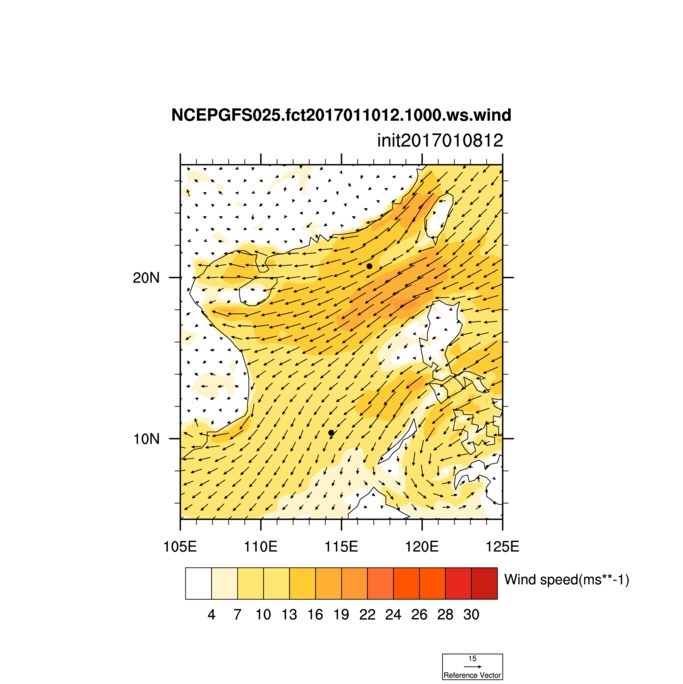 NCEPGFS025.fct2017011012.1000.ws.wind
init2017010812
20N
10N
105E 110E 115E 120E 125E
Wind speed(ms**-1)
4 7 10 13 16 19 22 24 26 28 30
15
Reference Vector